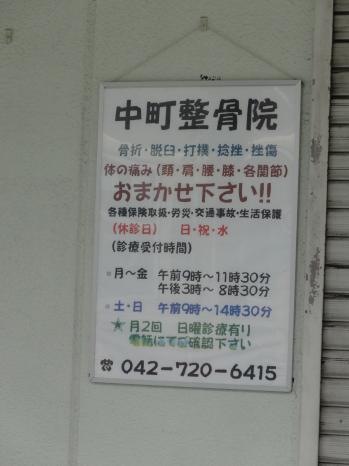 中町整骨院
骨折・脱臼・打撲・捻挫・挫傷
体の痛み(頭・肩・腰・膝・各関節)
おまかせ下さい!!
各種保険取扱・労災・交通事故・生活保護
(休診日) 日・祝・水
(診療受付時間)
月〜金 午前9時〜11時30分
午後3時〜8時30分
土・日 午前9時〜14時30分
★月2回 日曜診療有り
電話にてご確認下さい
☎ 042-720-6415